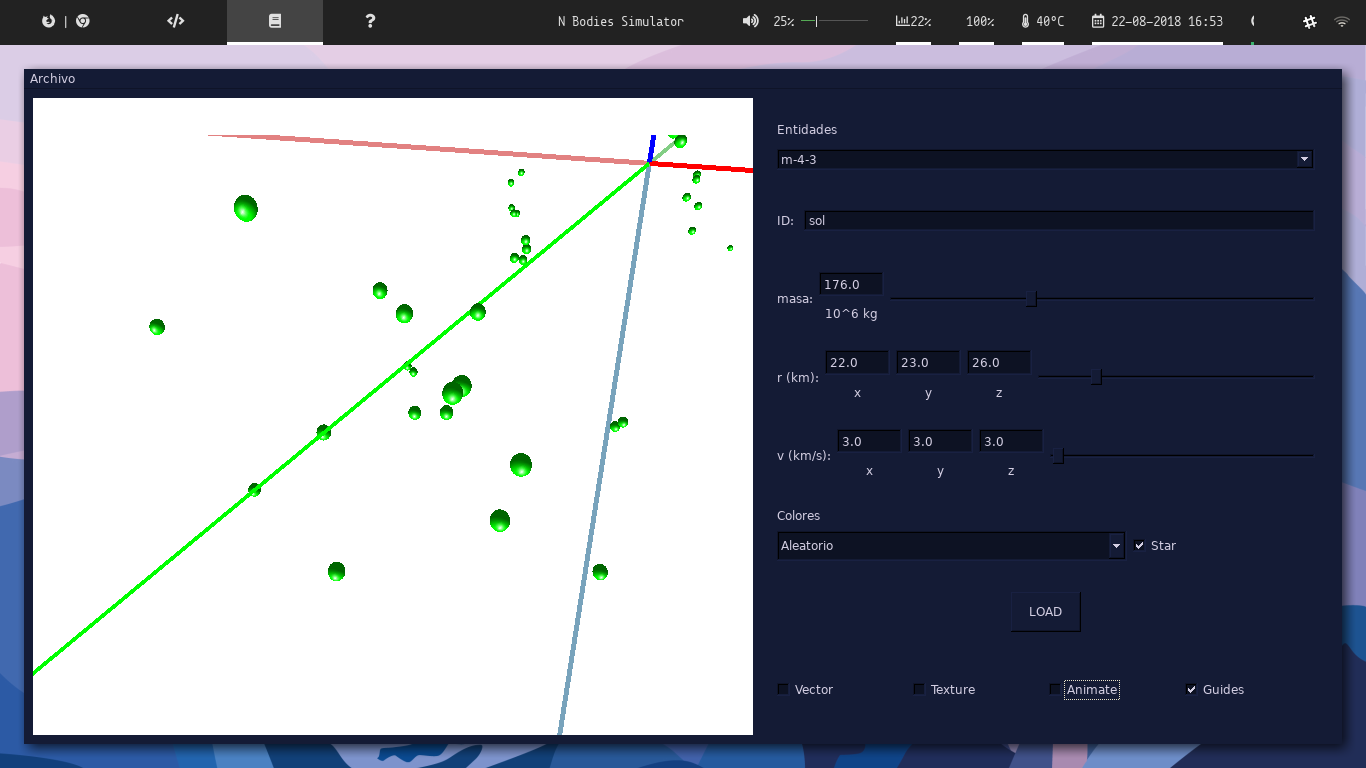 | </> ? N Bodies Simulator 25% 22% 100% 40°C 22-08-2018 16:53
Archivo
Entidades
m-4-3
ID: sol
masa: 176.0
10^6 kg
r (km): 22.0 23.0 26.0
x y z
v (km/s): 3.0 3.0 3.0
x y z
Colores
Aleatorio Star
LOAD
Vector Texture Animate Guides